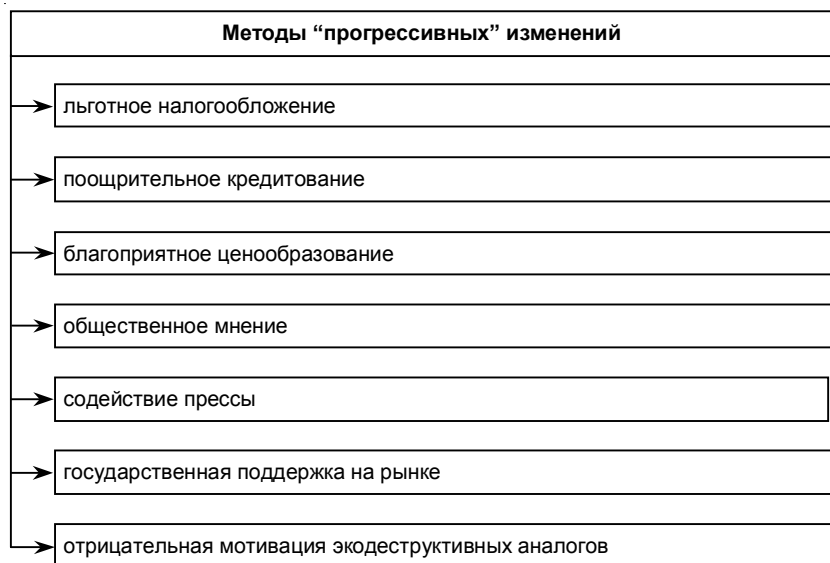 Методы “прогрессивных” изменений
льготное налогообложение
поощрительное кредитование
благоприятное ценообразование
общественное мнение
содействие прессы
государственная поддержка на рынке
отрицательная мотивация экодеструктивных аналогов